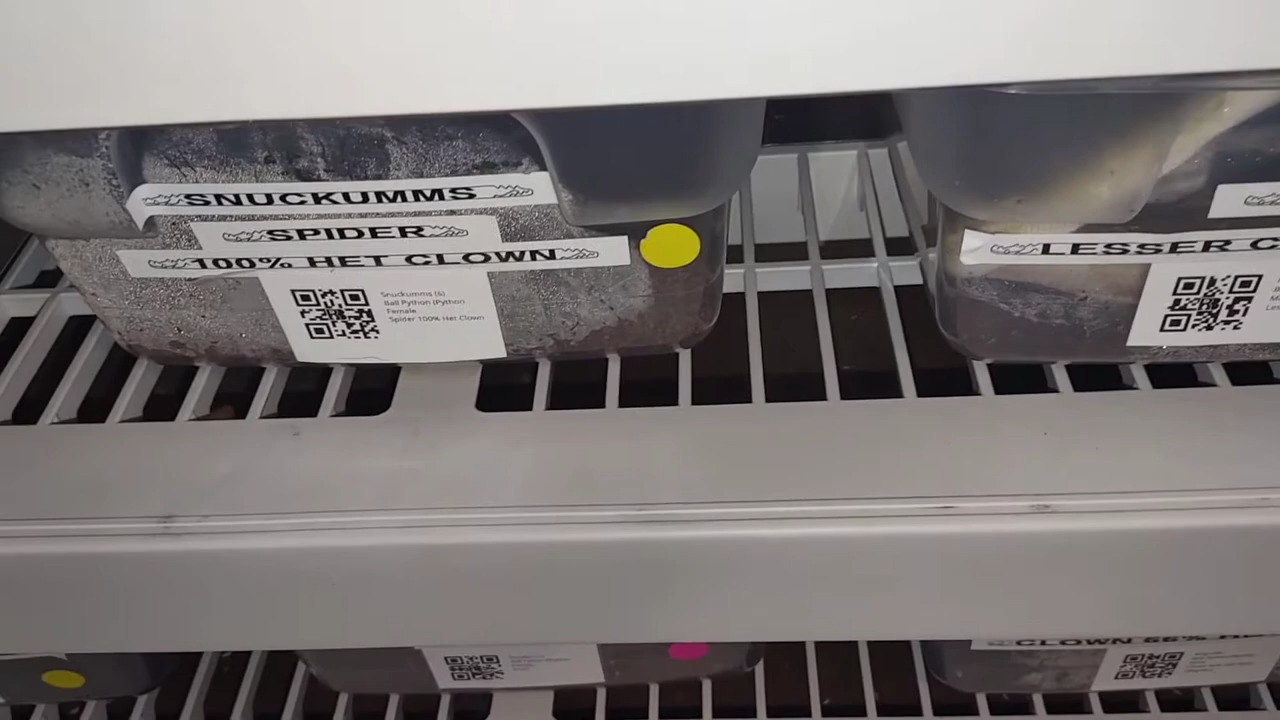 SNUCKUMMS
SPIDER
100% HET CLOWN
Snuckumms (6)
Ball Python (Python
Female
Spider 100% Het Clown
LESSER C
CLOWN 66%